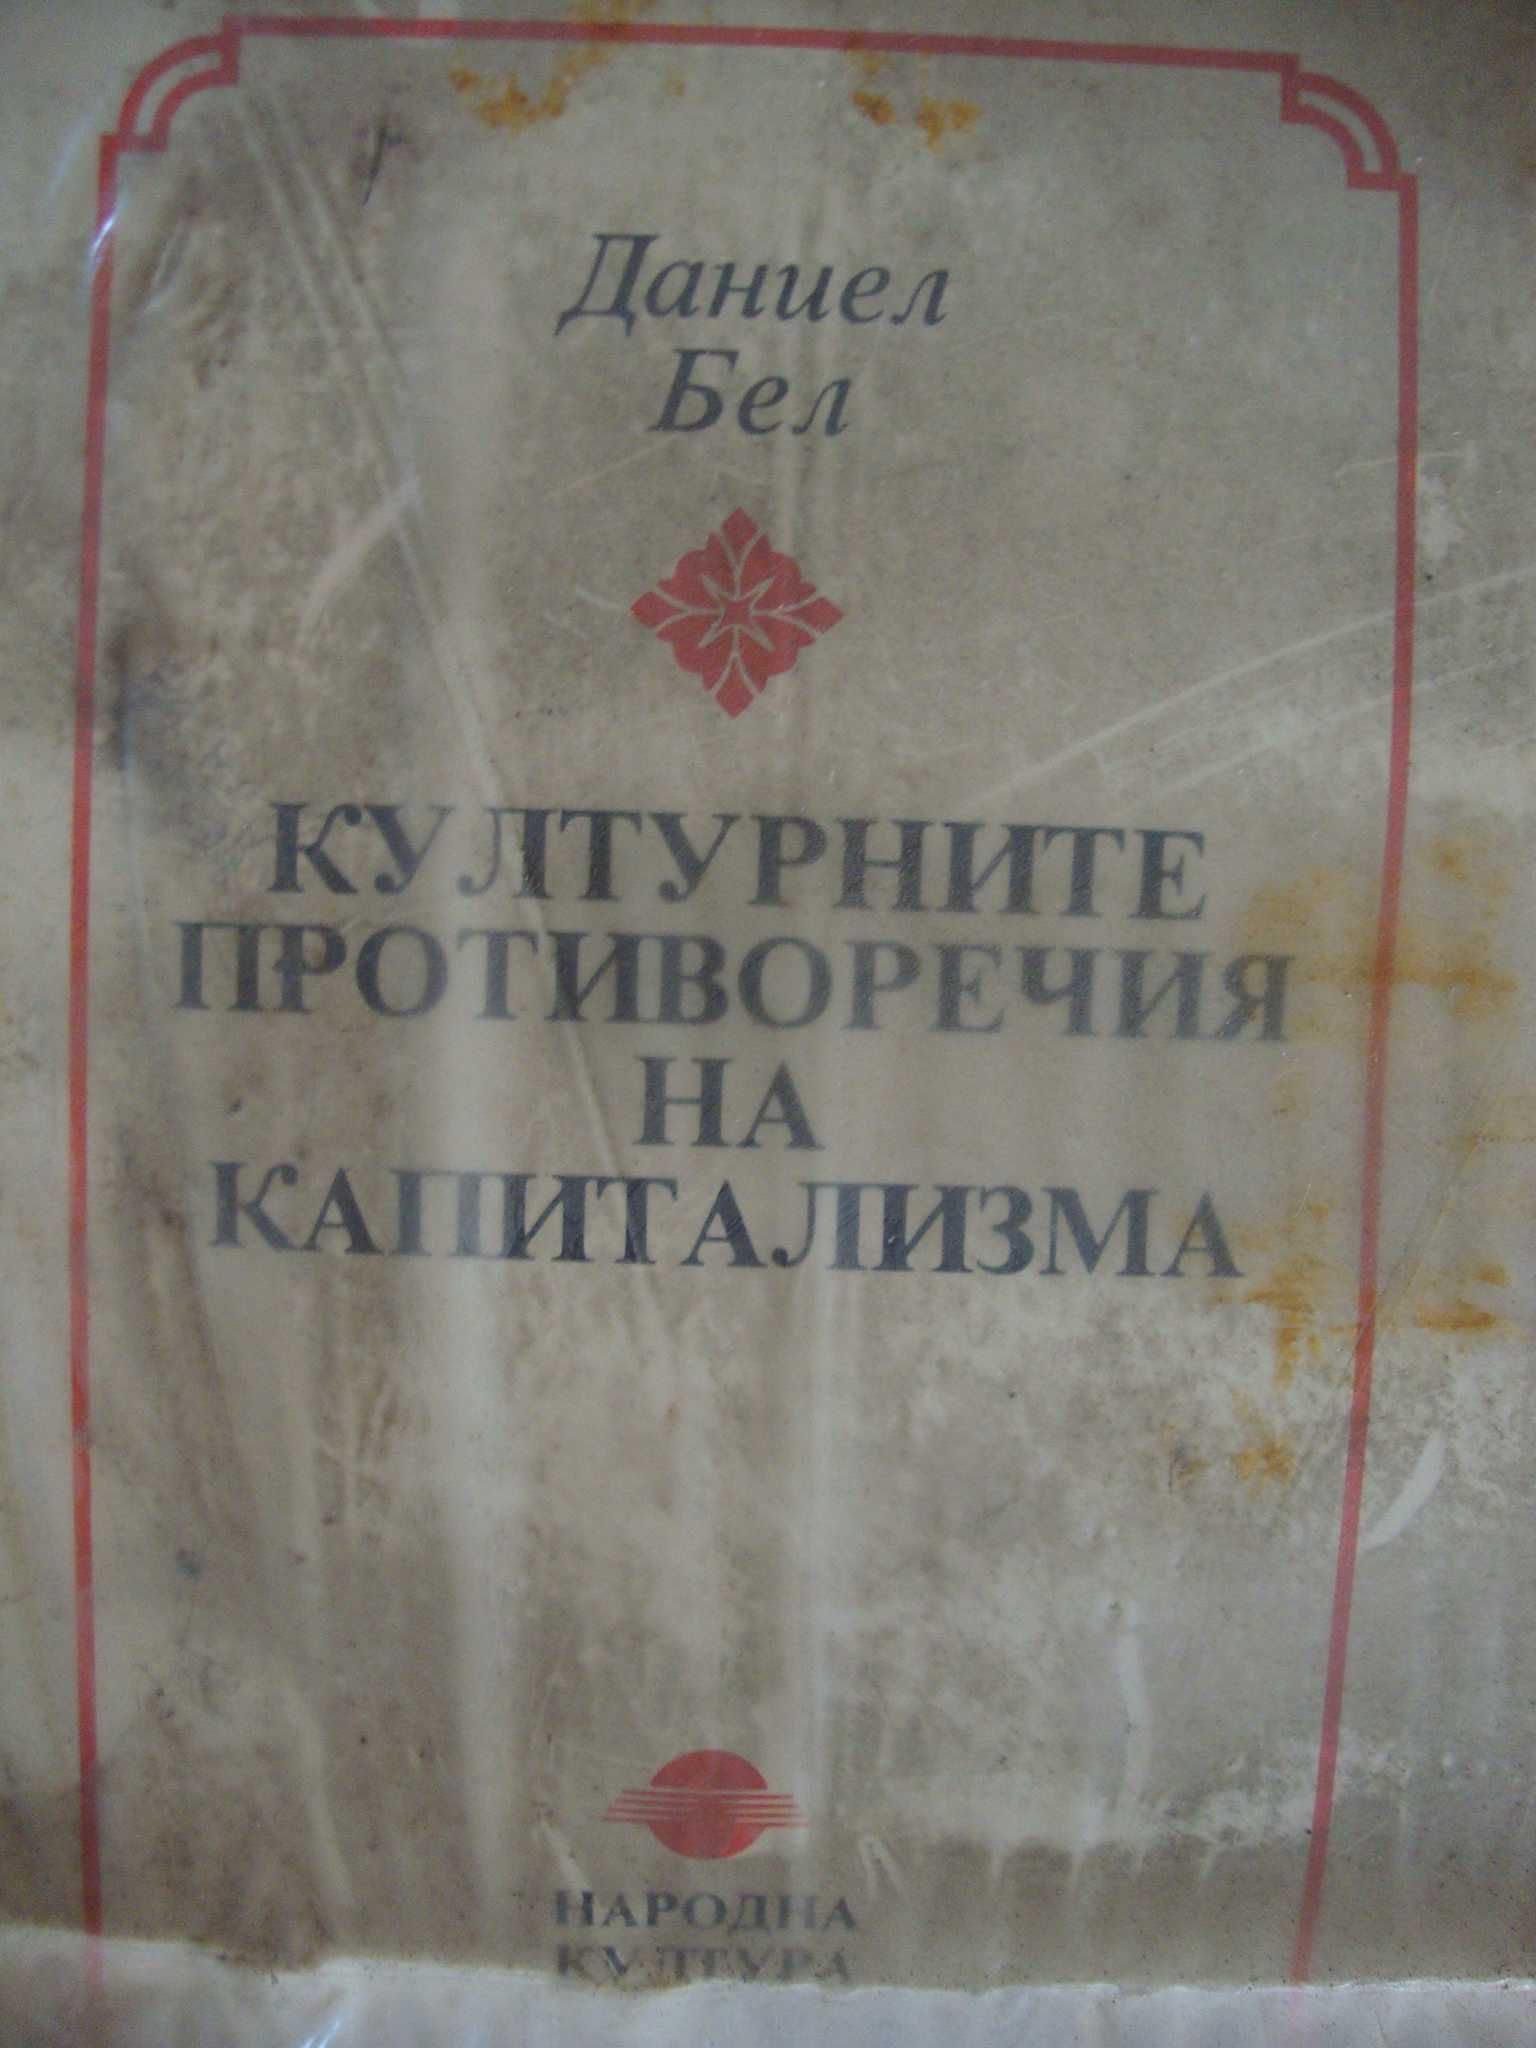 Даниел
Бел
КУЛТУРНИТЕ
ПРОТИВОРЕЧИЯ
НА
КАПИТАЛИЗМА
НАРОДНА
КУЛТУРА